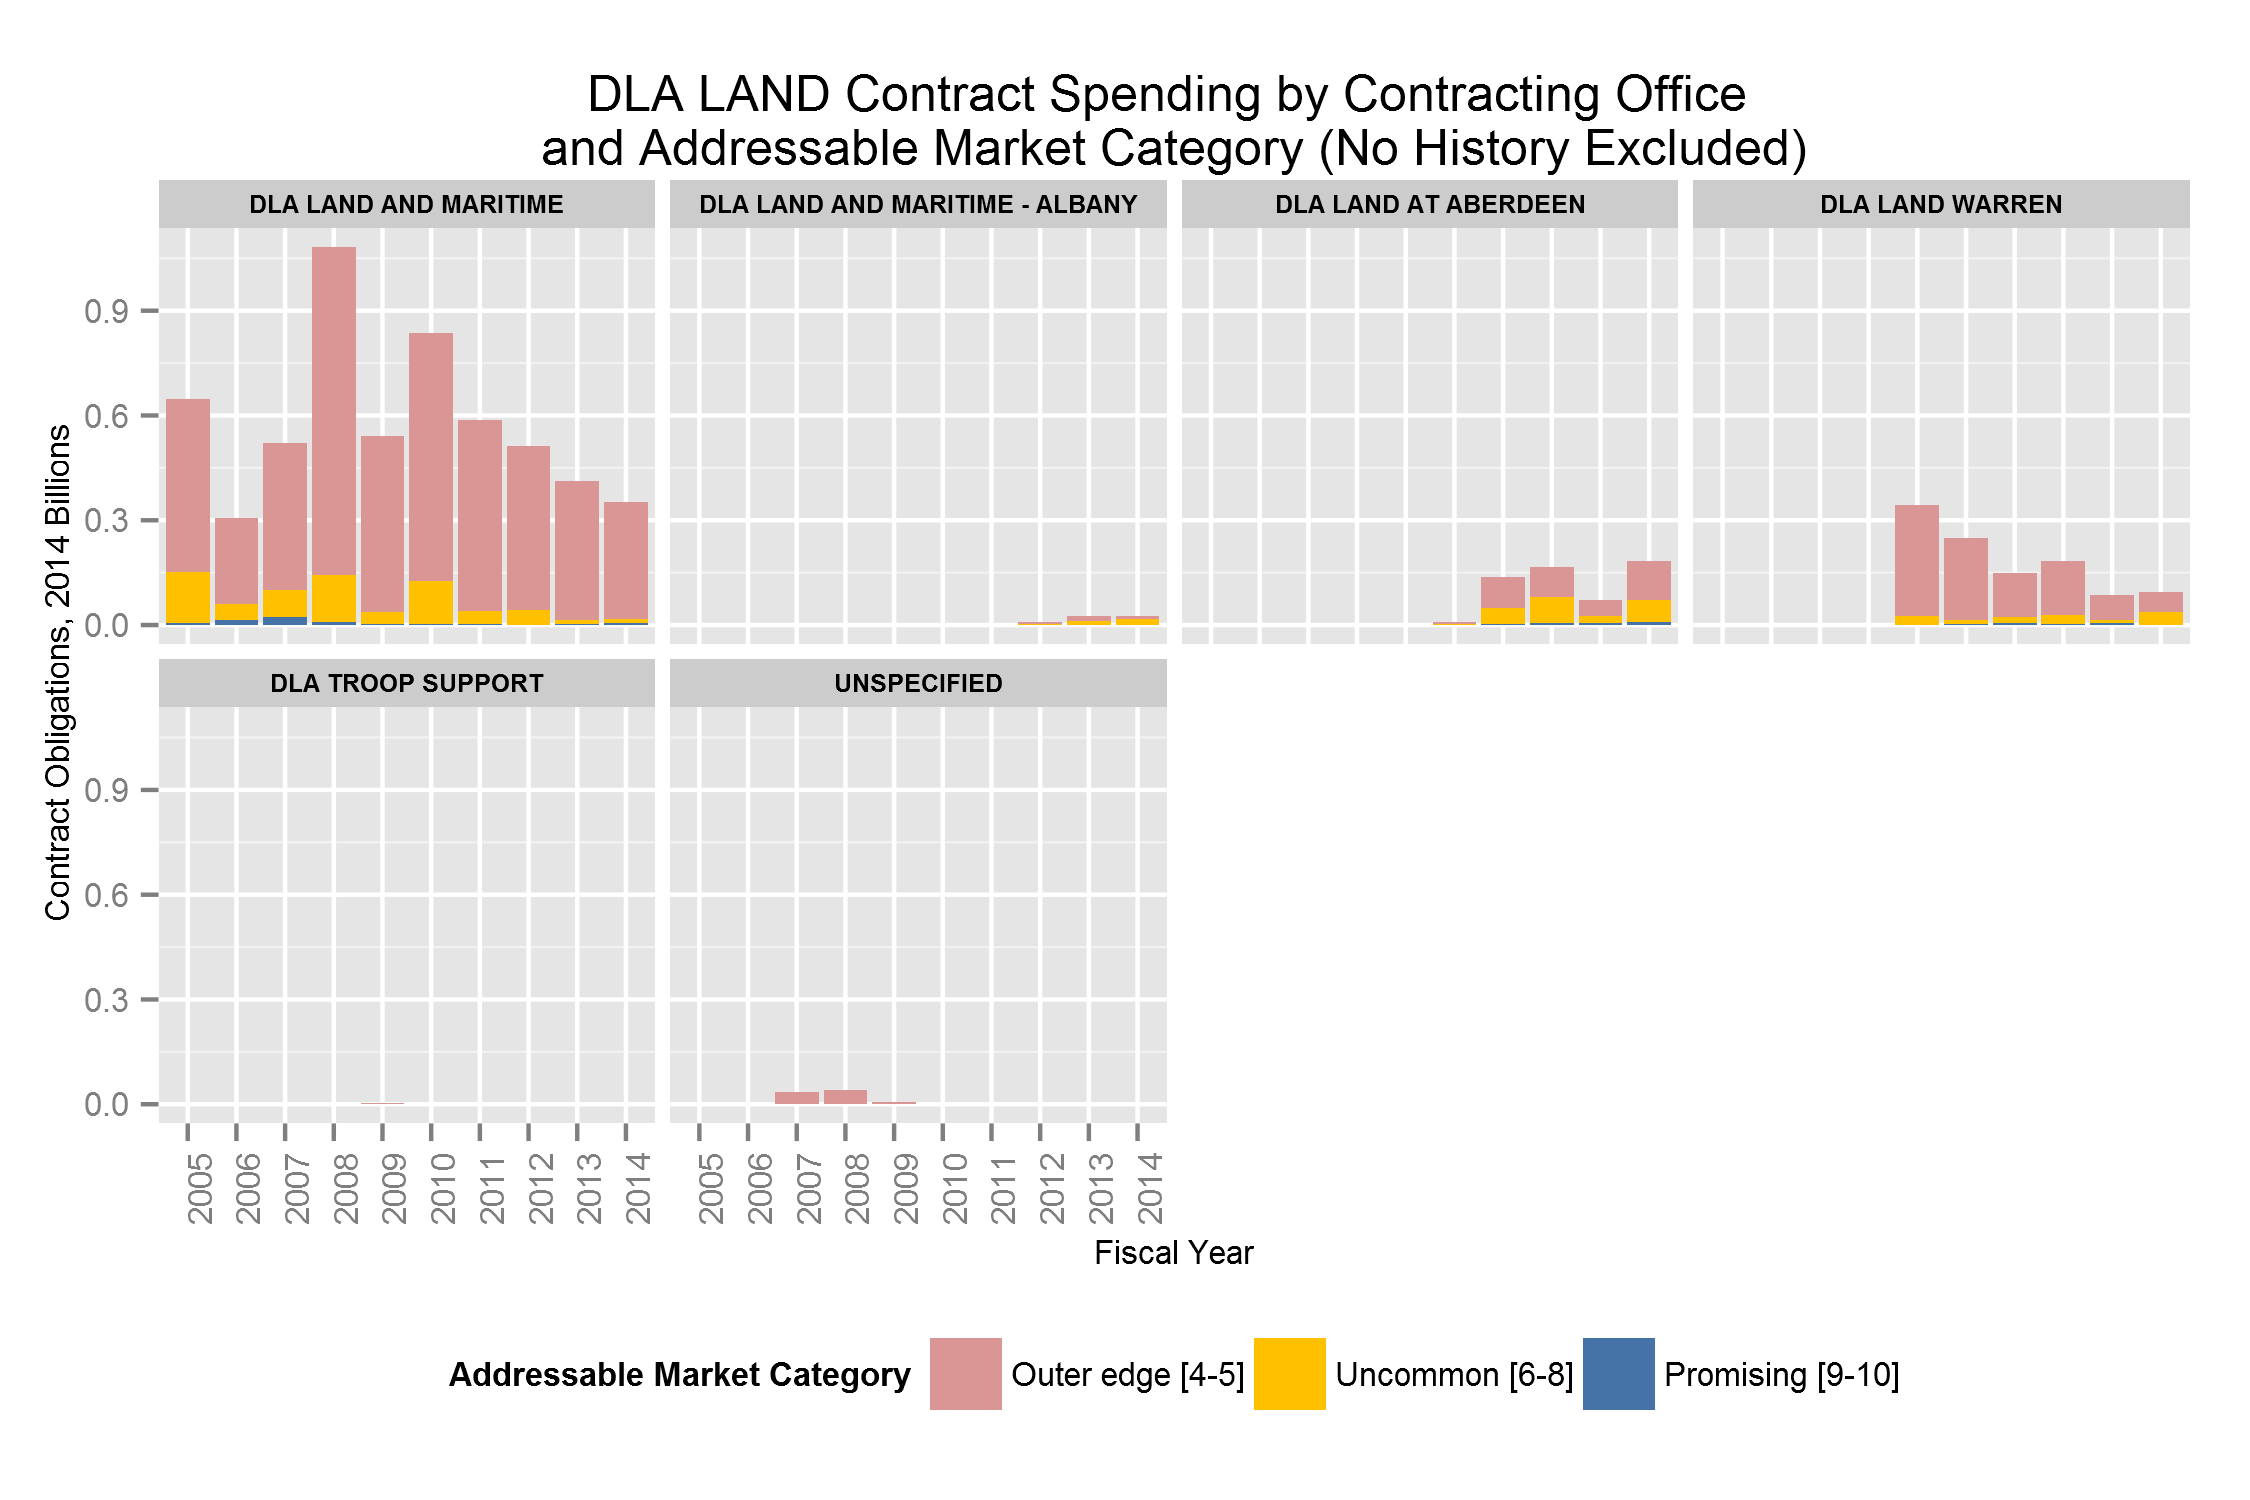 DLA LAND Contract Spending by Contracting Office
and Addressable Market Category (No History Excluded)
DLA LAND AND MARITIME
DLA LAND AND MARITIME - ALBANY
DLA LAND AT ABERDEEN
DLA LAND WARREN
0.9
0.6
0.3
0.0
DLA TROOP SUPPORT
UNSPECIFIED
0.9
0.6
0.3
0.0
Contract Obligations, 2014 Billions
2005 2006 2007 2008 2009 2010 2011 2012 2013 2014
2005 2006 2007 2008 2009 2010 2011 2012 2013 2014
Fiscal Year
Addressable Market Category Outer edge [4-5] Uncommon [6-8] Promising [9-10]